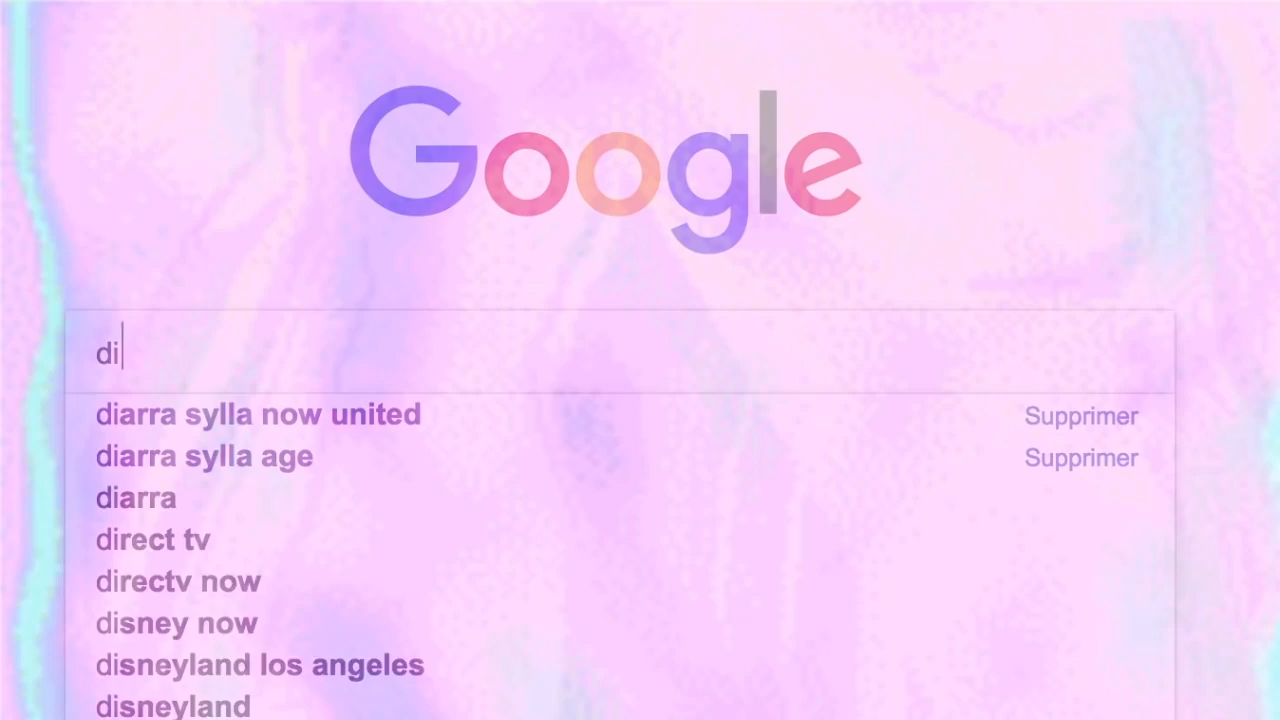 Google
di
diarra sylla now united Supprimer
diarra sylla age Supprimer
diarra
direct tv
directv now
disney now
disneyland los angeles
disneyland